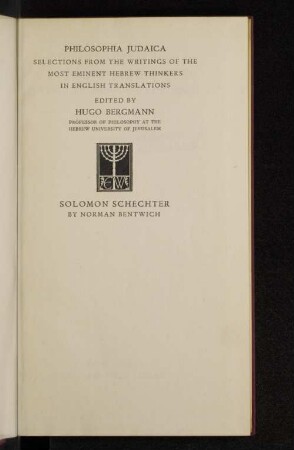 PHILOSOPHIA JUDAICA
SELECTIONS FROM THE WRITINGS OF THE
MOST EMINENT HEBREW THINKERS
IN ENGLISH TRANSLATIONS
EDITED BY
HUGO BERGMANN
PROFESSOR OF PHILOSOPHY AT THE
HEBREW UNIVERSITY OF JERUSALEM
SOLOMON SCHECHTER
BY NORMAN BENTWICH